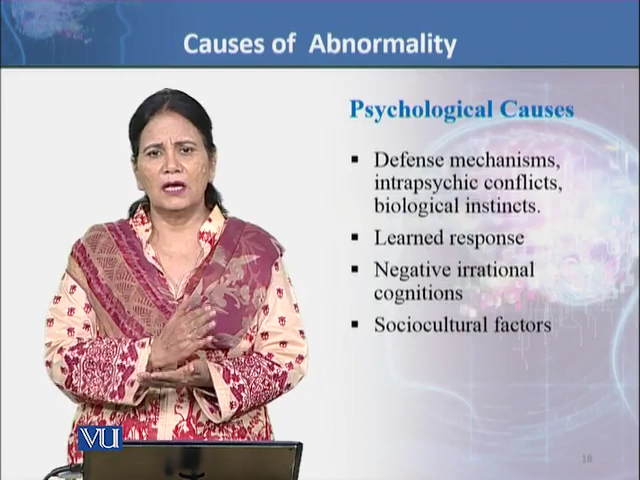 Causes of Abnormality
Psychological Causes
▪ Defense mechanisms,
intrapsychic conflicts,
biological instincts.
▪ Learned response
▪ Negative irrational
cognitions
▪ Sociocultural factors
VU
18